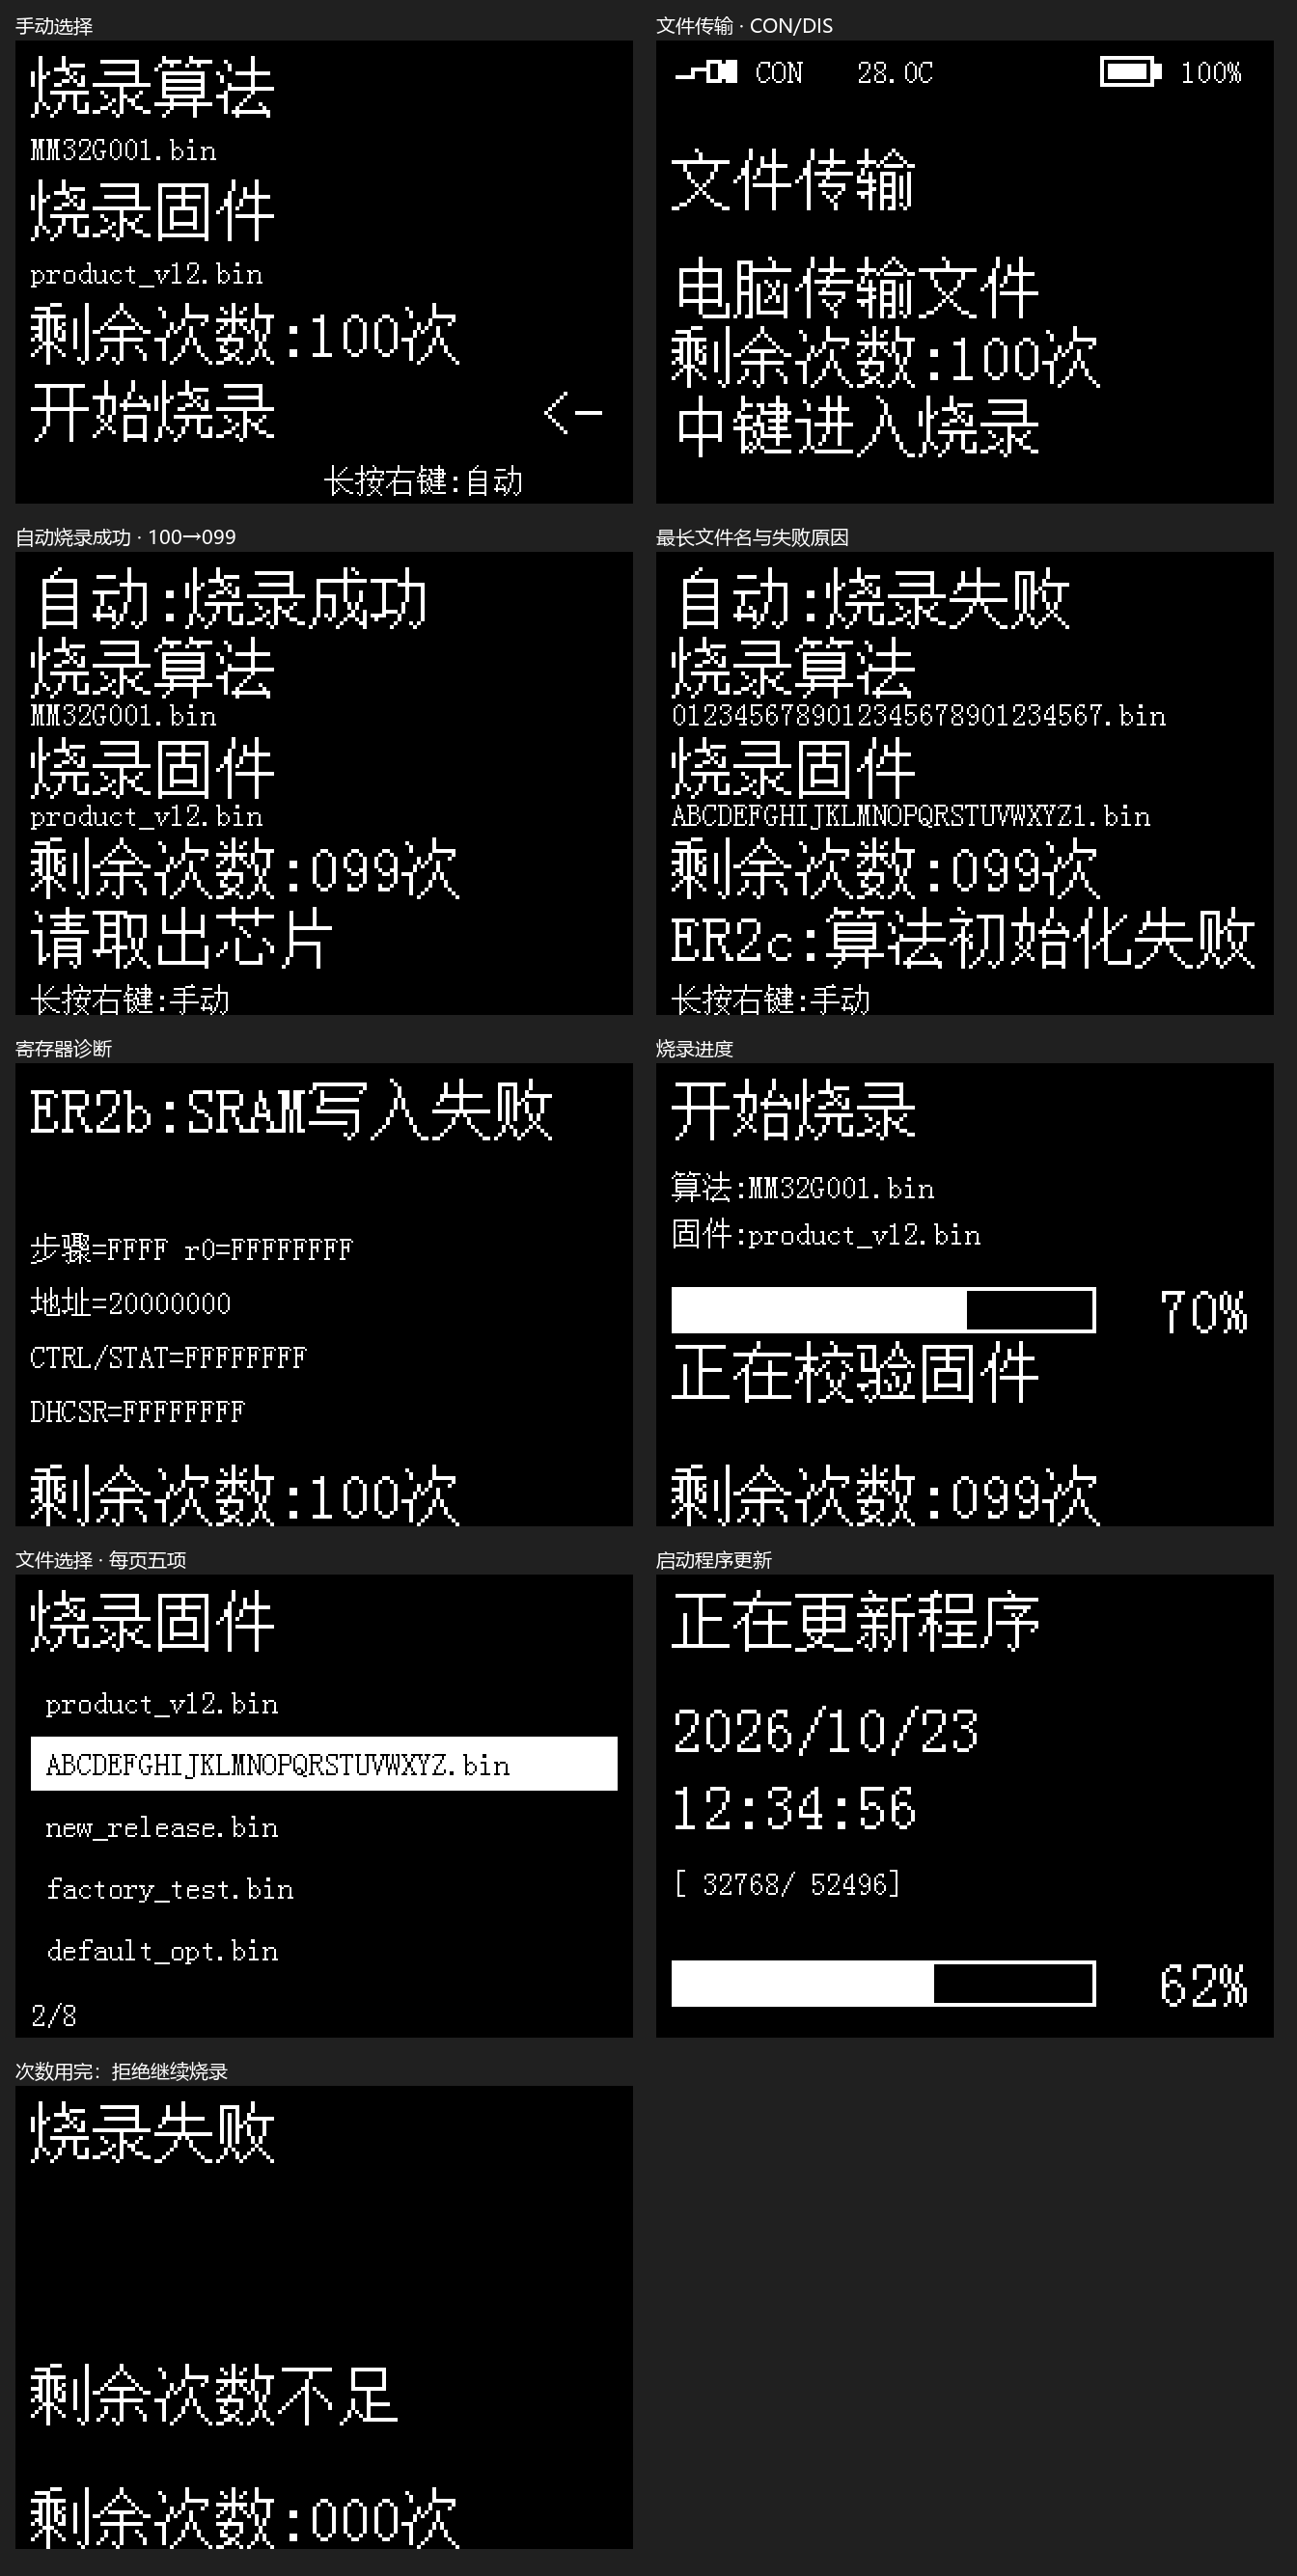 手动选择
烧录算法
MM32G001.bin
烧录固件
product_v12.bin
剩余次数:100次
开始烧录 <-
长按右键:自动
文件传输 · CON/DIS
CON 28.0C 100%
文件传输
电脑传输文件
剩余次数:100次
中键进入烧录
自动烧录成功 · 100→099
自动:烧录成功
烧录算法
MM32G001.bin
烧录固件
product_v12.bin
剩余次数:099次
请取出芯片
长按右键:手动
最长文件名与失败原因
自动:烧录失败
烧录算法
0123456789012345678901234567.bin
烧录固件
ABCDEFGHIJKLMNOPQRSTUVWXYZ1.bin
剩余次数:099次
ER2c:算法初始化失败
长按右键:手动
寄存器诊断
ER2b:SRAM写入失败
步骤=FFFF r0=FFFFFFFF
地址=20000000
CTRL/STAT=FFFFFFFF
DHCSR=FFFFFFFF
剩余次数:100次
烧录进度
开始烧录
算法:MM32G001.bin
固件:product_v12.bin
70%
正在校验固件
剩余次数:099次
文件选择 · 每页五项
烧录固件
product_v12.bin
ABCDEFGHIJKLMNOPQRSTUVWXYZ.bin
new_release.bin
factory_test.bin
default_opt.bin
2/8
启动程序更新
正在更新程序
2026/10/23
12:34:56
[ 32768/ 52496]
62%
次数用完：拒绝继续烧录
烧录失败
剩余次数不足
剩余次数:000次